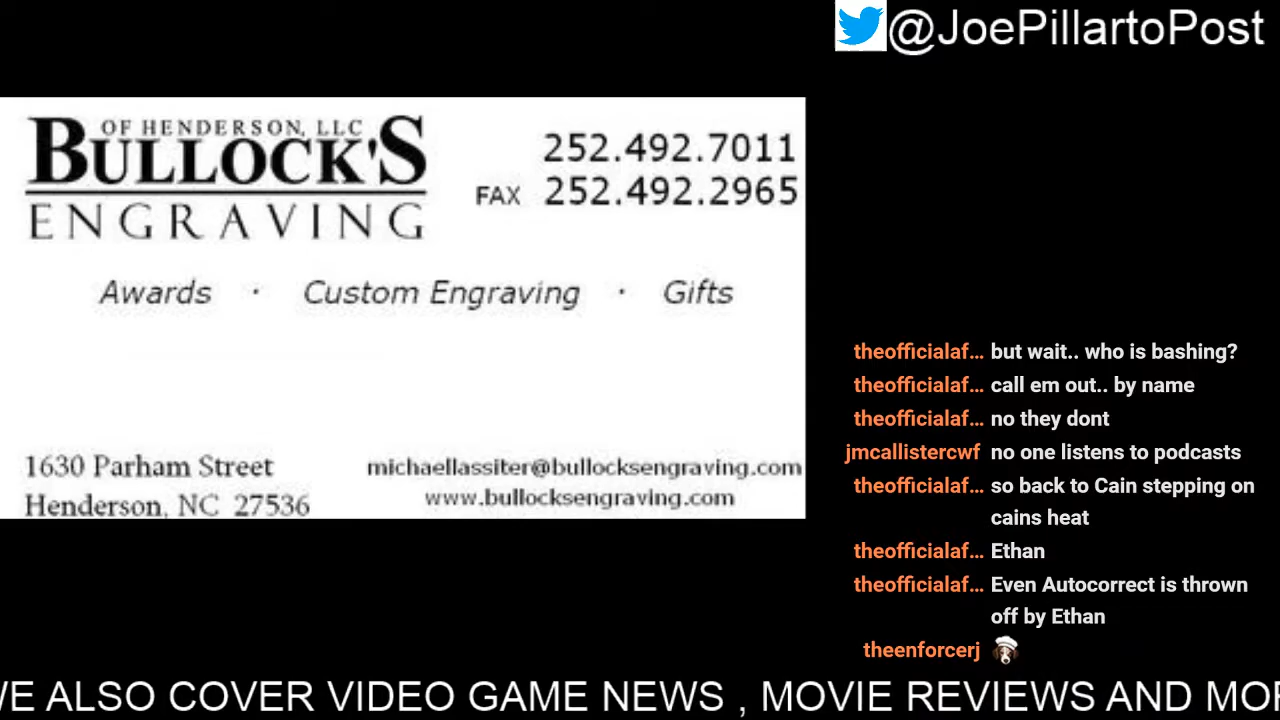 @JoePillartoPost
OF HENDERSON, LLC
BULLOCK'S
ENGRAVING
252.492.7011
FAX 252.492.2965
Awards · Custom Engraving · Gifts
1630 Parham Street
Henderson, NC 27536
michaellassiter@bullocksengraving.com
www.bullocksengraving.com
theofficialaf... but wait.. who is bashing?
theofficialaf... call em out.. by name
theofficialaf... no they dont
jmcallistercwf no one listens to podcasts
theofficialaf... so back to Cain stepping on
cains heat
theofficialaf... Ethan
theofficialaf... Even Autocorrect is thrown
off by Ethan
theenforcerj
WE ALSO COVER VIDEO GAME NEWS , MOVIE REVIEWS AND MOR